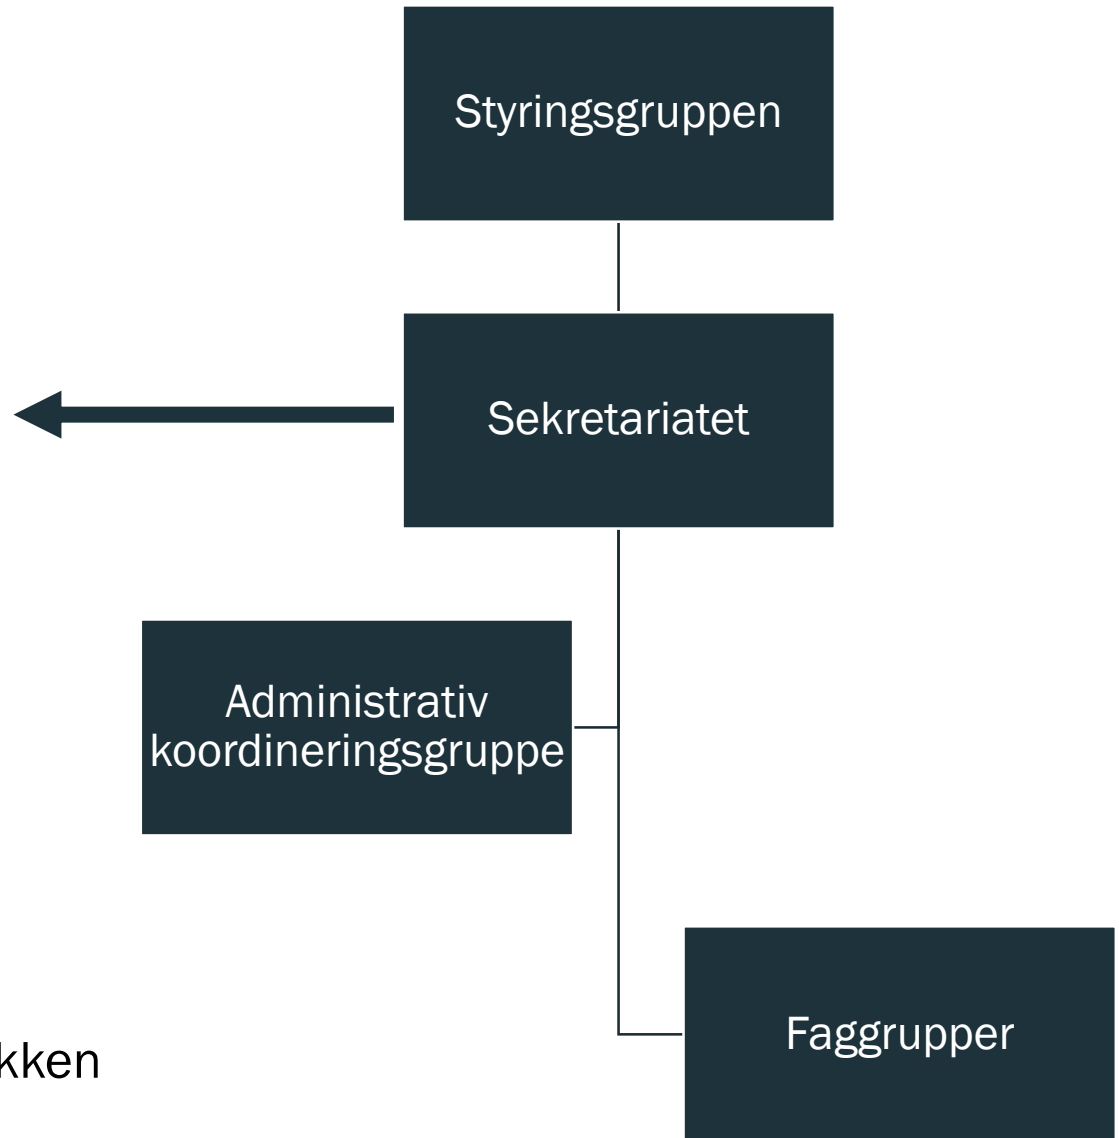 Styringsgruppen
Sekretariatet
Administrativ
koordineringsgruppe
Faggrupper